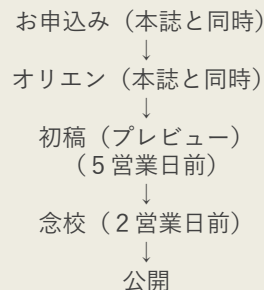 お申込み（本誌と同時）
↓
オリエン（本誌と同時）
↓
初稿（プレビュー）
（5営業日前）
↓
念校（2営業日前）
↓
公開